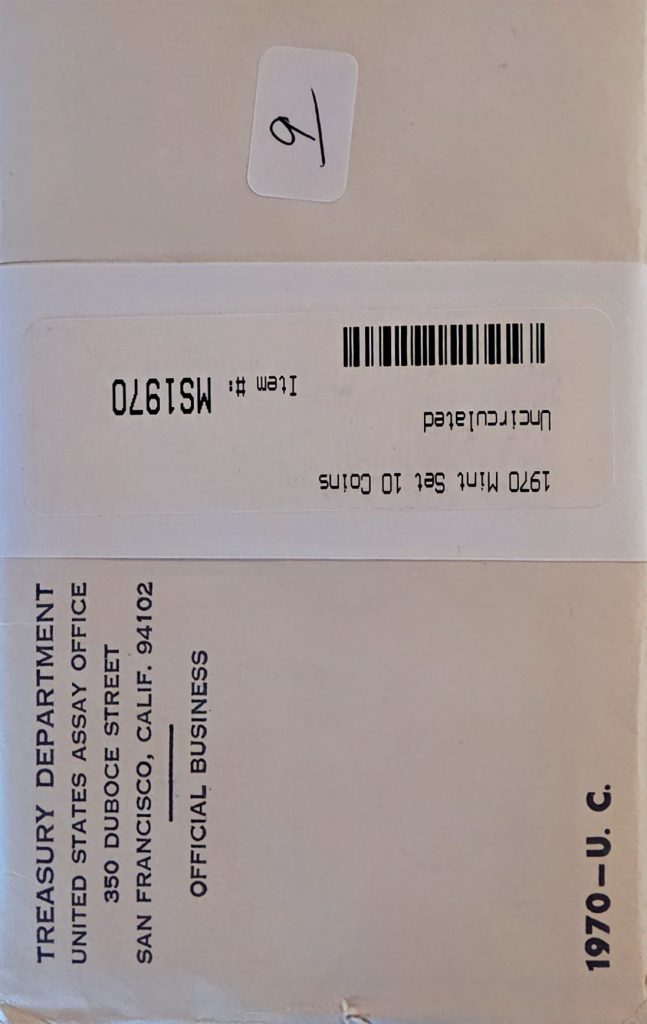 TREASURY DEPARTMENT
UNITED STATES ASSAY OFFICE
350 DUBOCE STREET
SAN FRANCISCO, CALIF. 94102
OFFICIAL BUSINESS
1970—U. C.
1970 Mint Set 10 Coins
Uncirculated
Item #: MS1970
9